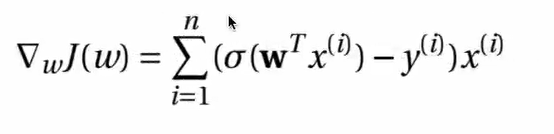 ∇_w J(w) = ∑_{i=1}^{n} (σ(𝐰^T x^{(i)}) − y^{(i)}) x^{(i)}